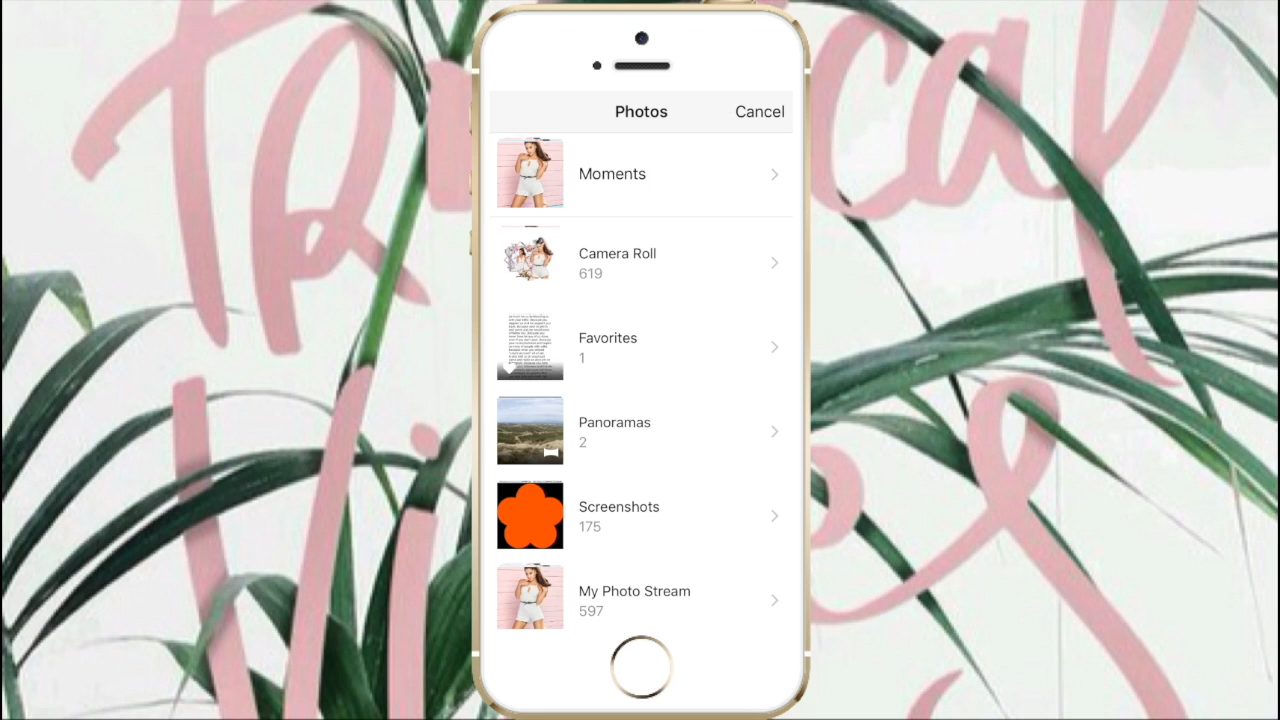 Photos Cancel
Moments
Camera Roll
619
Favorites
1
Panoramas
2
Screenshots
175
My Photo Stream
597